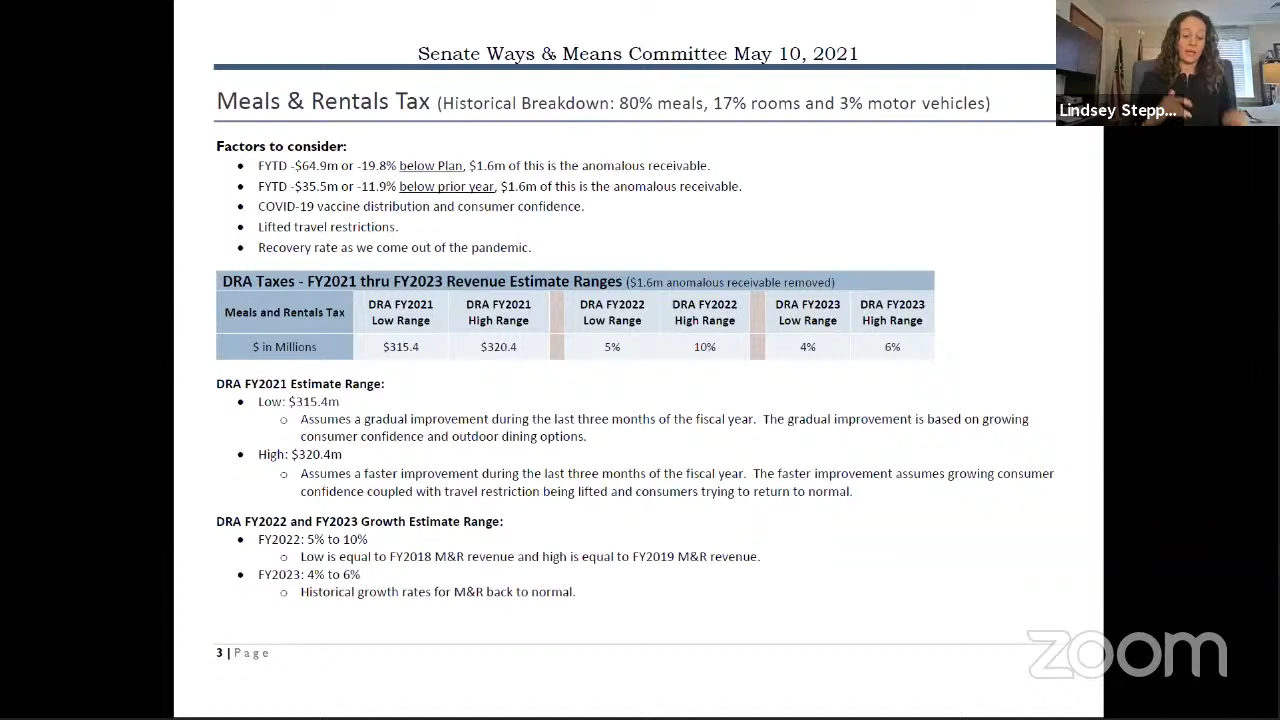 Senate Ways & Means Committee May 10, 2021
Lindsey Stepp...
Meals & Rentals Tax (Historical Breakdown: 80% meals, 17% rooms and 3% motor vehicles)
Factors to consider:
• FYTD -$64.9m or -19.8% below Plan, $1.6m of this is the anomalous receivable.
• FYTD -$35.5m or -11.9% below prior year, $1.6m of this is the anomalous receivable.
• COVID-19 vaccine distribution and consumer confidence.
• Lifted travel restrictions.
• Recovery rate as we come out of the pandemic.
DRA Taxes - FY2021 thru FY2023 Revenue Estimate Ranges ($1.6m anomalous receivable removed)
Meals and Rentals Tax
DRA FY2021
Low Range
DRA FY2021
High Range
DRA FY2022
Low Range
DRA FY2022
High Range
DRA FY2023
Low Range
DRA FY2023
High Range
$ in Millions $315.4 $320.4 5% 10% 4% 6%
DRA FY2021 Estimate Range:
• Low: $315.4m
o Assumes a gradual improvement during the last three months of the fiscal year. The gradual improvement is based on growing
consumer confidence and outdoor dining options.
• High: $320.4m
o Assumes a faster improvement during the last three months of the fiscal year. The faster improvement assumes growing consumer
confidence coupled with travel restriction being lifted and consumers trying to return to normal.
DRA FY2022 and FY2023 Growth Estimate Range:
• FY2022: 5% to 10%
o Low is equal to FY2018 M&R revenue and high is equal to FY2019 M&R revenue.
• FY2023: 4% to 6%
o Historical growth rates for M&R back to normal.
3 | Page
zoom